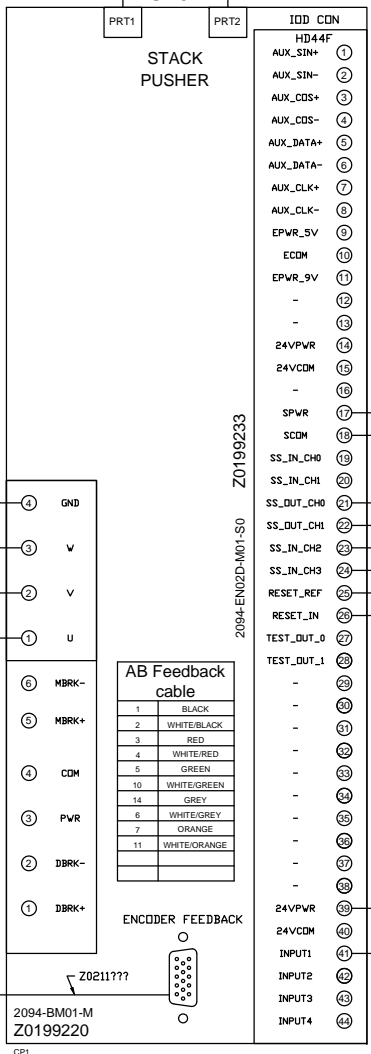 PRT1
PRT2
STACK
PUSHER
IOD CON
HD44F
AUX_SIN+ 1
AUX_SIN- 2
AUX_COS+ 3
AUX_COS- 4
AUX_DATA+ 5
AUX_DATA- 6
AUX_CLK+ 7
AUX_CLK- 8
EPWR_5V 9
ECOM 10
EPWR_9V 11
- 12
- 13
24VPWR 14
24VCOM 15
- 16
SPWR 17
SCOM 18
SS_IN_CH0 19
SS_IN_CH1 20
SS_OUT_CH0 21
SS_OUT_CH1 22
SS_IN_CH2 23
SS_IN_CH3 24
RESET_REF 25
RESET_IN 26
TEST_OUT_0 27
TEST_OUT_1 28
- 29
- 30
- 31
- 32
- 33
- 34
- 35
- 36
- 37
- 38
24VPWR 39
24VCOM 40
INPUT1 41
INPUT2 42
INPUT3 43
INPUT4 44
Z0199233
2094-EN02D-M01-S0
4 GND
3 W
2 V
1 U
6 MBRK-
5 MBRK+
4 COM
3 PWR
2 DBRK-
1 DBRK+
AB Feedback
cable
1 BLACK
2 WHITE/BLACK
3 RED
4 WHITE/RED
5 GREEN
10 WHITE/GREEN
14 GREY
6 WHITE/GREY
7 ORANGE
11 WHITE/ORANGE
ENCODER FEEDBACK
Z0211???
2094-BM01-M
Z0199220
CP1